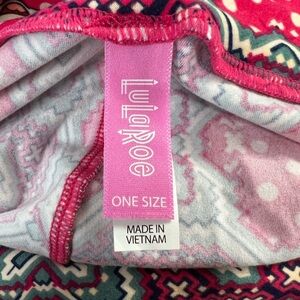 LuLaRoe
ONE SIZE
MADE IN
VIETNAM